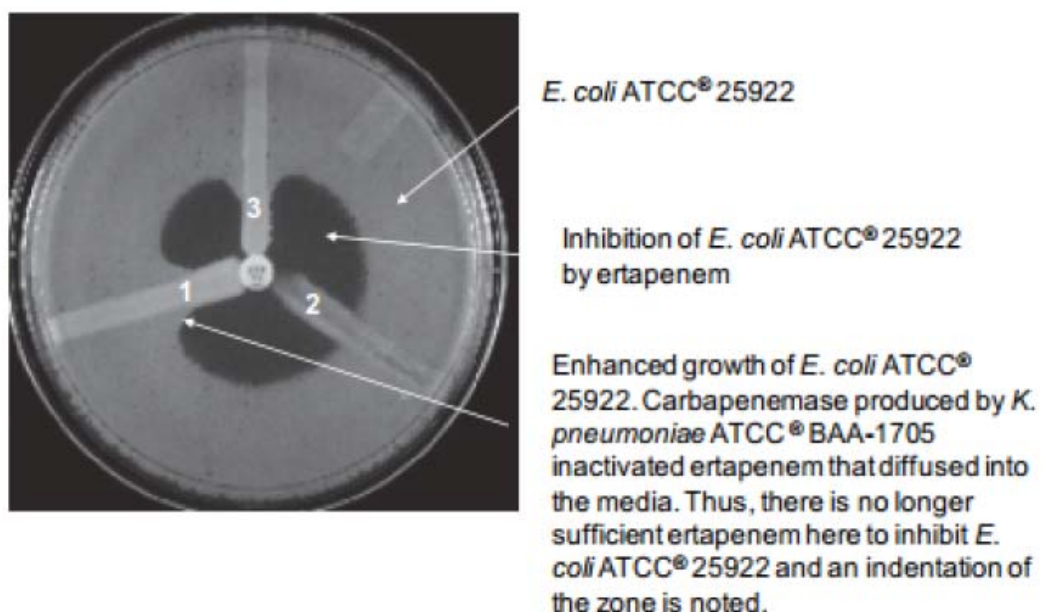 E. coli ATCC® 25922
3
Inhibition of E. coli ATCC® 25922
by ertapenem
1
2
Enhanced growth of E. coli ATCC®
25922. Carbapenemase produced by K.
pneumoniae ATCC® BAA-1705
inactivated ertapenem that diffused into
the media. Thus, there is no longer
sufficient ertapenem here to inhibit E.
coli ATCC® 25922 and an indentation of
the zone is noted.